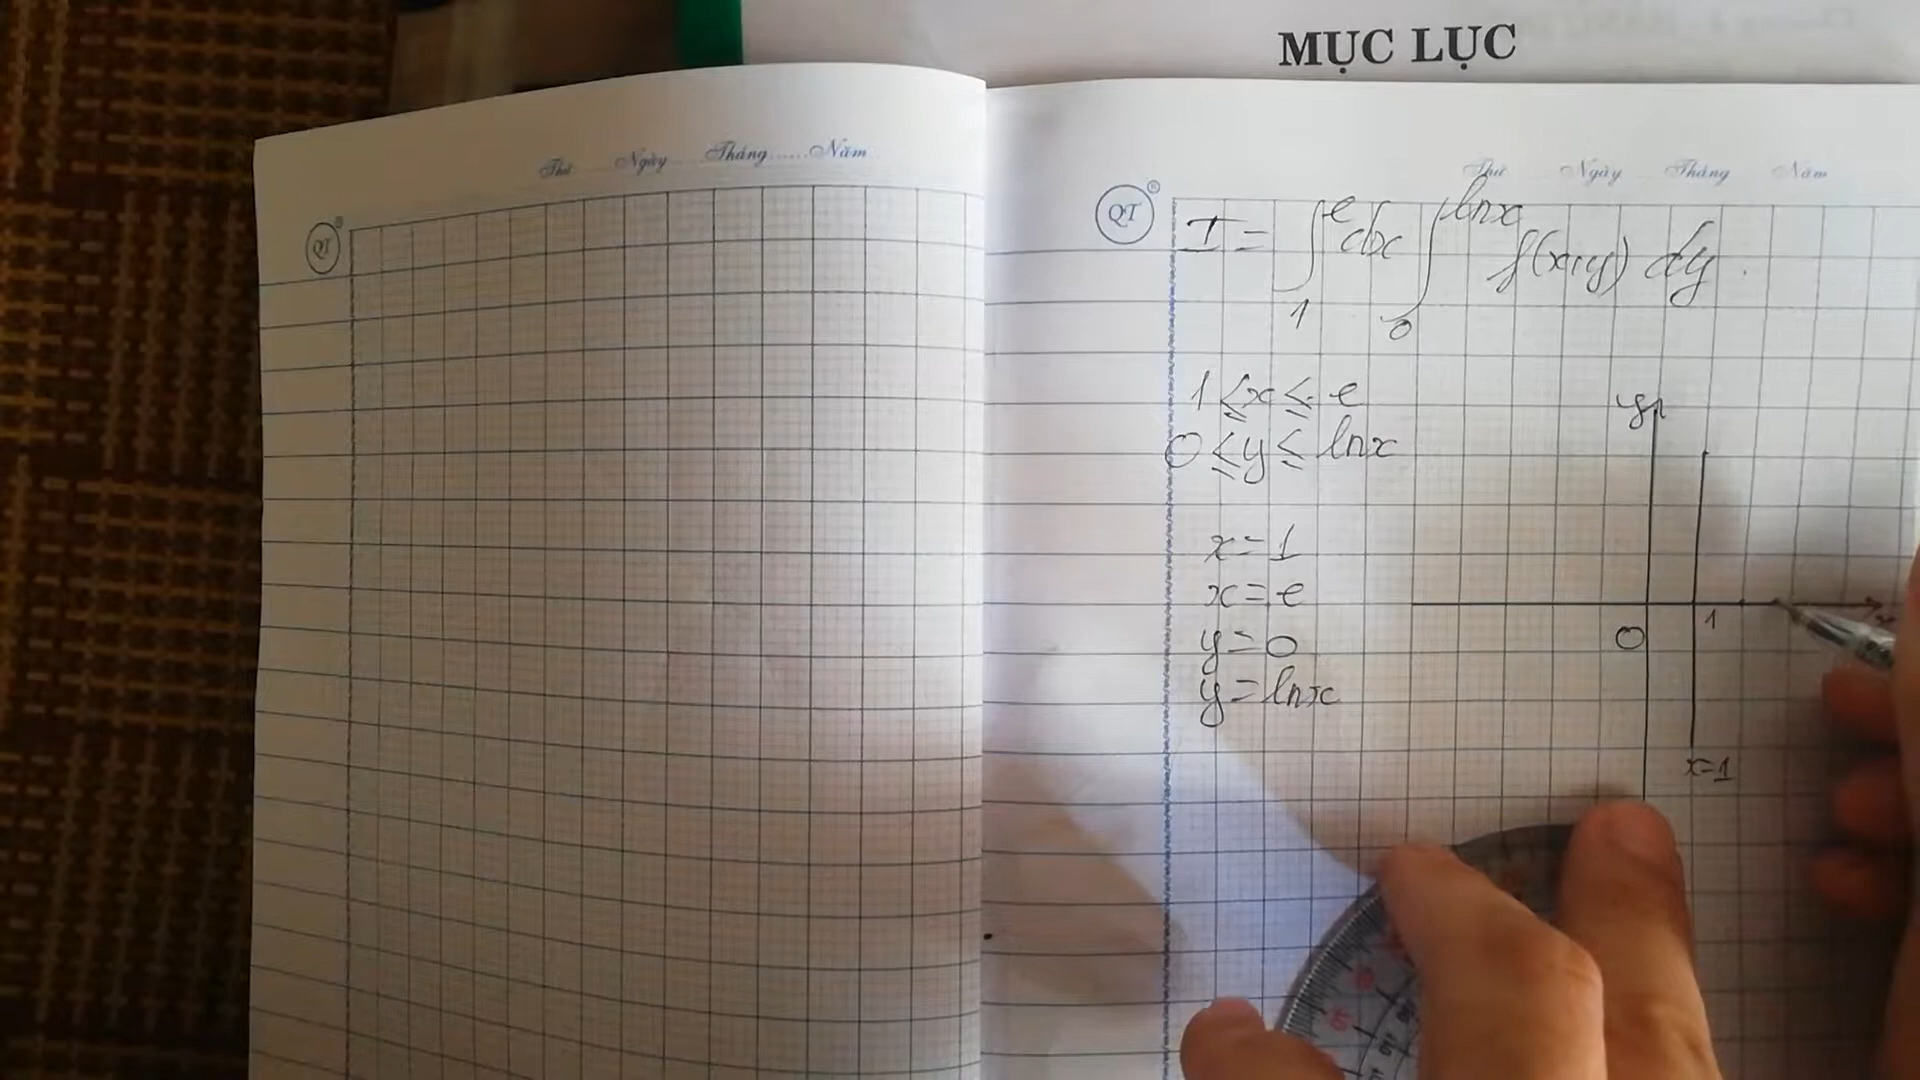 MỤC LỤC
Thứ Ngày Tháng Năm
QT
Thứ Ngày Tháng Năm
QT
I = ∫₁ᵉ dx ∫₀^{lnx} f(x,y) dy.
1 ≤ x ≤ e
0 ≤ y ≤ lnx
x = 1
x = e
y = 0
y = lnx
y
1
x
O
x=1